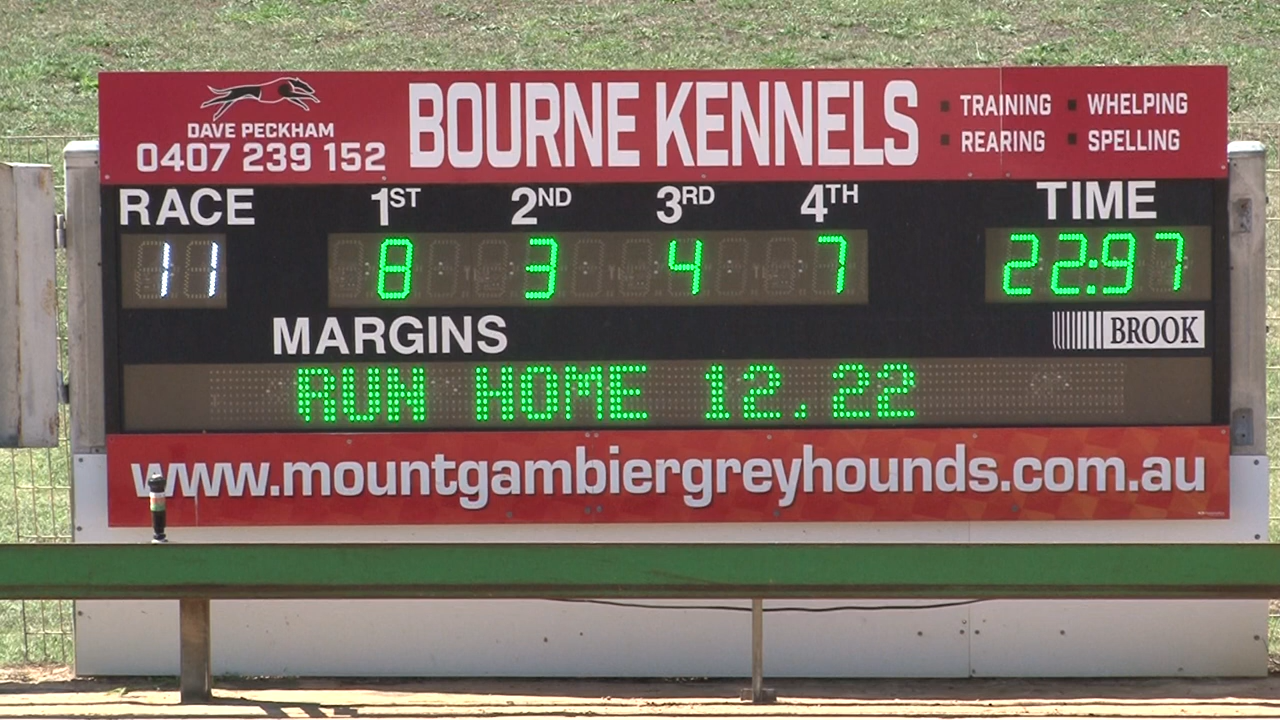 DAVE PECKHAM
0407 239 152
BOURNE KENNELS
TRAINING WHELPING
REARING SPELLING
RACE 1ST 2ND 3RD 4TH TIME
11 8 3 4 7 22:97
MARGINS
BROOK
RUN HOME 12.22
www.mountgambiergreyhounds.com.au